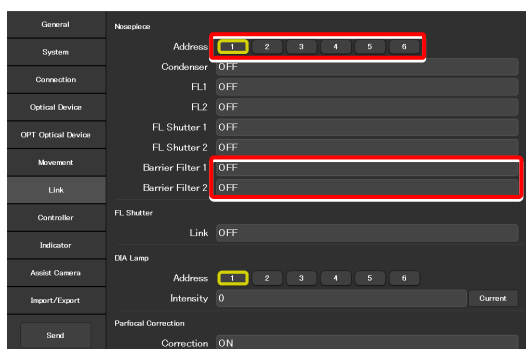 General
System
Connection
Optical Device
OPT Optical Device
Movement
Link
Controller
Indicator
Assist Camera
Import/Export
Send
Nosepiece
Address 1 2 3 4 5 6
Condenser OFF
FL1 OFF
FL2 OFF
FL Shutter 1 OFF
FL Shutter 2 OFF
Barrier Filter 1 OFF
Barrier Filter 2 OFF
FL Shutter
Link OFF
DIA Lamp
Address 1 2 3 4 5 6
Intensity 0 Current
Parfocal Correction
Correction ON